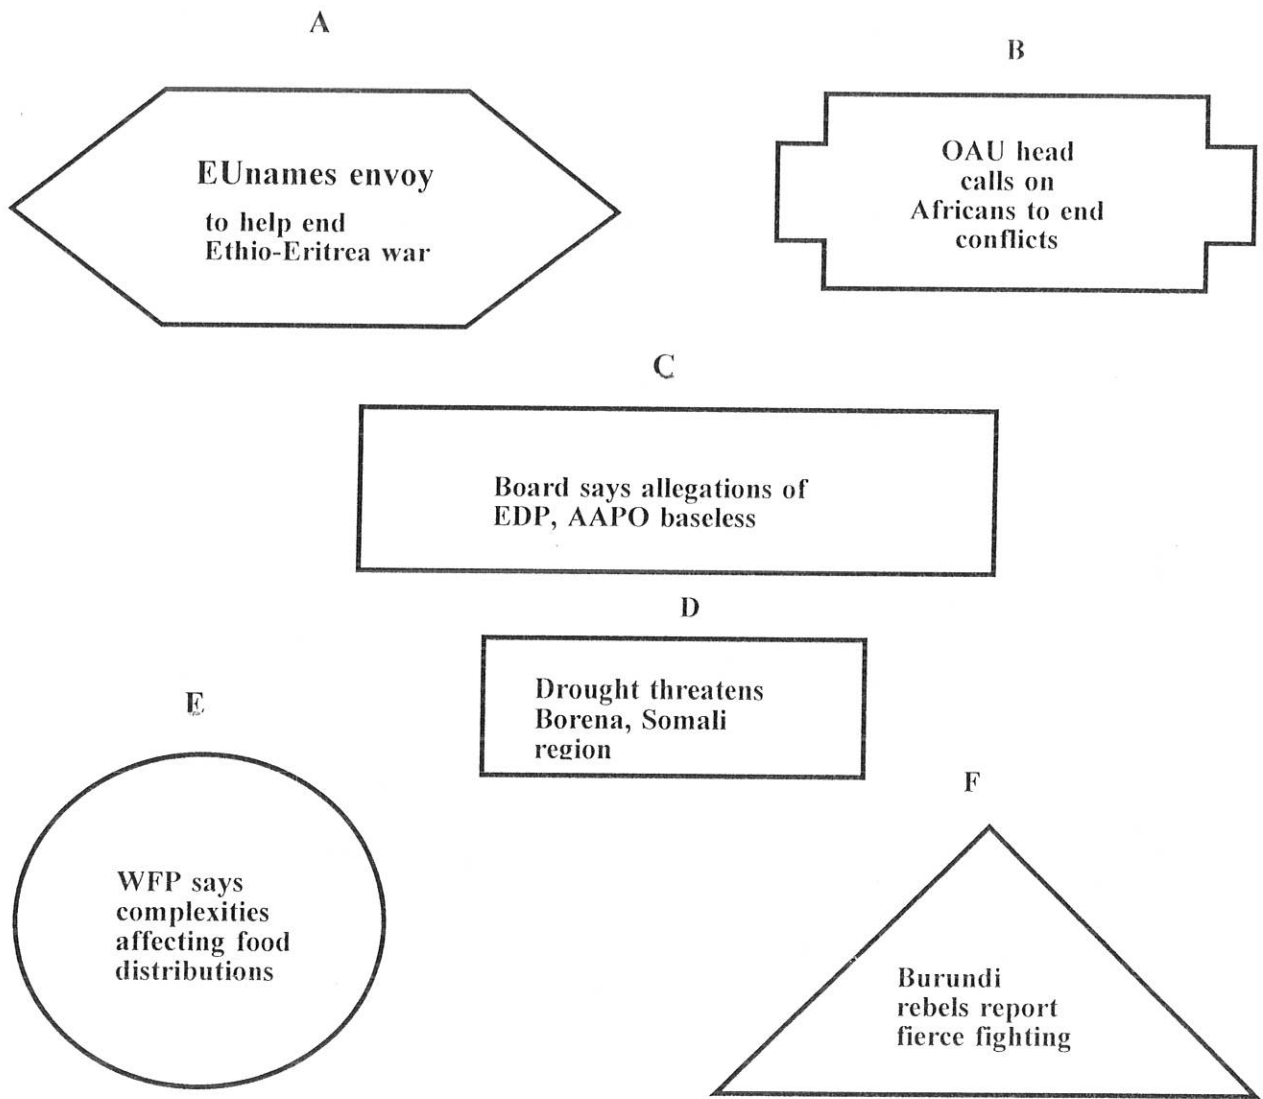 A
EUnames envoy
to help end
Ethio-Eritrea war
B
OAU head
calls on
Africans to end
conflicts
C
Board says allegations of
EDP, AAPO baseless
D
Drought threatens
Borena, Somali
region
E
WFP says
complexities
affecting food
distributions
F
Burundi
rebels report
fierce fighting